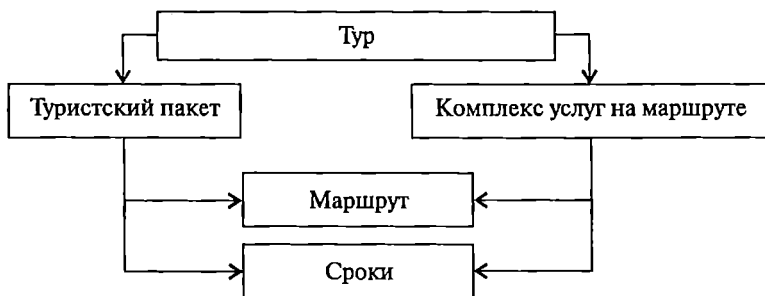 Тур
Туристский пакет
Комплекс услуг на маршруте
Маршрут
Сроки